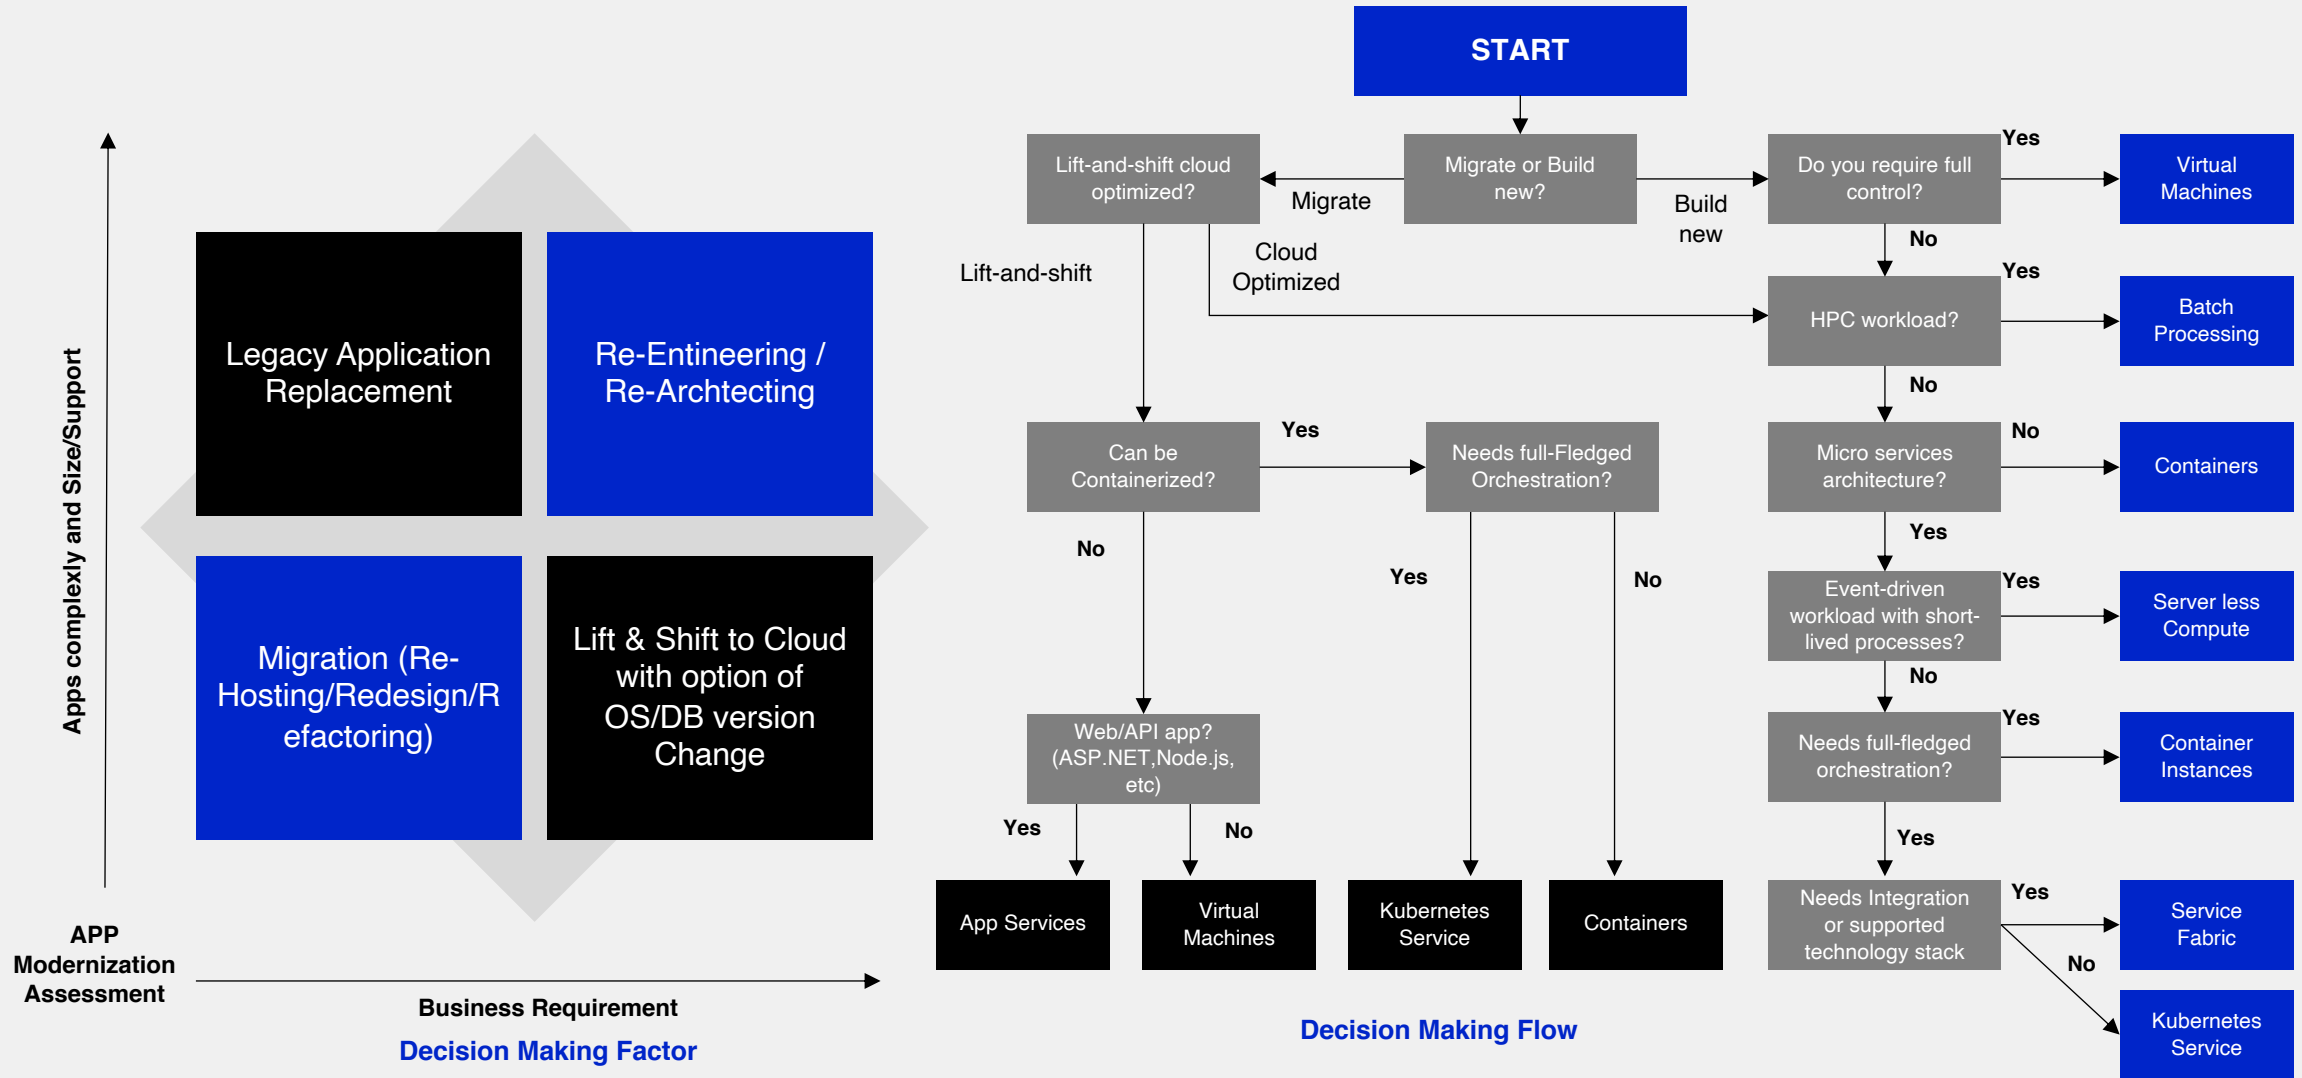 Apps complexly and Size/Support
Legacy Application
Replacement
Re-Entineering /
Re-Archtecting
Migration (Re-
Hosting/Redesign/R
efactoring)
Lift & Shift to Cloud
with option of
OS/DB version
Change
APP
Modernization
Assessment
Business Requirement
Decision Making Factor
START
Migrate or Build
new?
Migrate
Build
new
Lift-and-shift cloud
optimized?
Lift-and-shift
Cloud
Optimized
Can be
Containerized?
Yes
Needs full-Fledged
Orchestration?
No
Yes
No
Web/API app?
(ASP.NET,Node.js,
etc)
Yes
No
App Services
Virtual
Machines
Kubernetes
Service
Containers
Do you require full
control?
Yes
Virtual
Machines
No
HPC workload?
Yes
Batch
Processing
No
Micro services
architecture?
No
Containers
Yes
Event-driven
workload with short-
lived processes?
Yes
Server less
Compute
No
Needs full-fledged
orchestration?
Yes
Container
Instances
Yes
Needs Integration
or supported
technology stack
Yes
Service
Fabric
No
Kubernetes
Service
Decision Making Flow